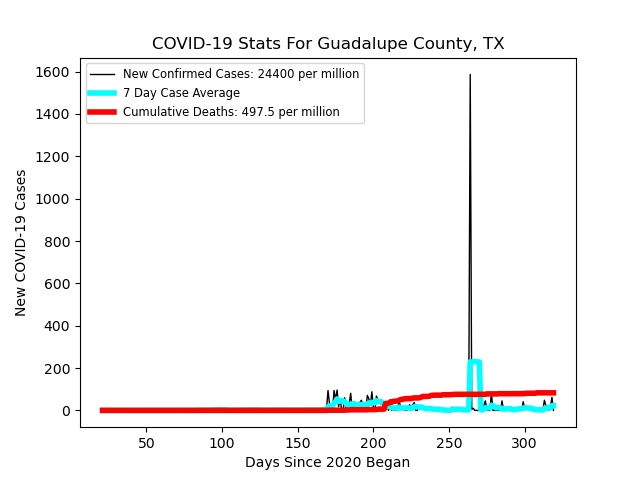 COVID-19 Stats For Guadalupe County, TX
New Confirmed Cases: 24400 per million
7 Day Case Average
Cumulative Deaths: 497.5 per million
New COVID-19 Cases
1600
1400
1200
1000
800
600
400
200
0
50
100
150
200
250
300
Days Since 2020 Began